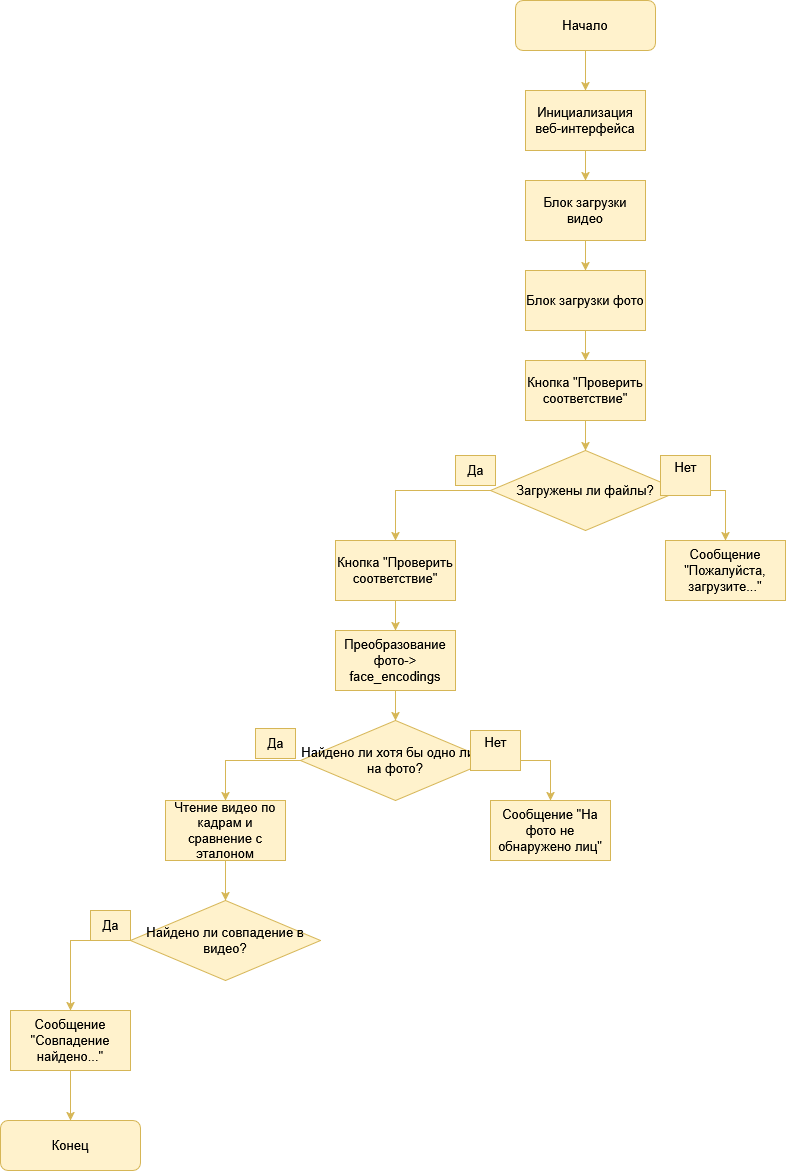 Начало
Инициализация
веб-интерфейса
Блок загрузки
видео
Блок загрузки фото
Кнопка "Проверить
соответствие"
Да
Загружены ли файлы?
Нет
Кнопка "Проверить
соответствие"
Сообщение
"Пожалуйста,
загрузите..."
Преобразование
фото->
face_encodings
Да
Найдено ли хотя бы одно ли
на фото?
Нет
Чтение видео по
кадрам и
сравнение с
эталоном
Сообщение "На
фото не
обнаружено лиц"
Да
Найдено ли совпадение в
видео?
Сообщение
"Совпадение
найдено..."
Конец